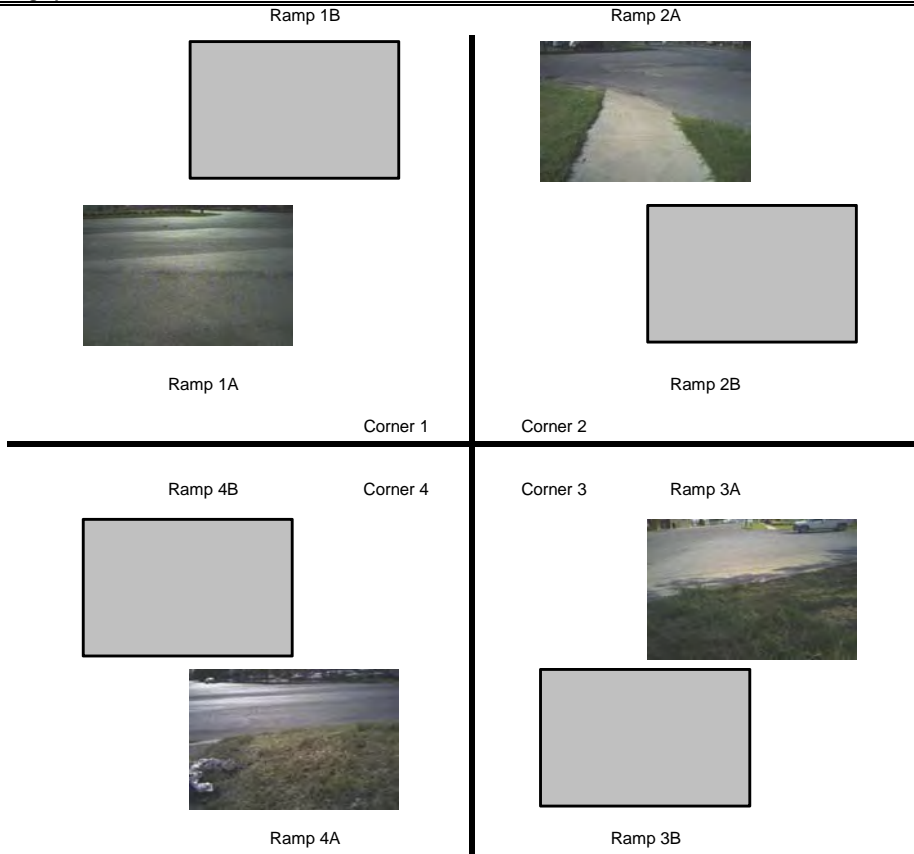 Ramp 1B
Ramp 2A
Ramp 1A
Ramp 2B
Corner 1
Corner 2
Ramp 4B
Corner 4
Corner 3
Ramp 3A
Ramp 4A
Ramp 3B